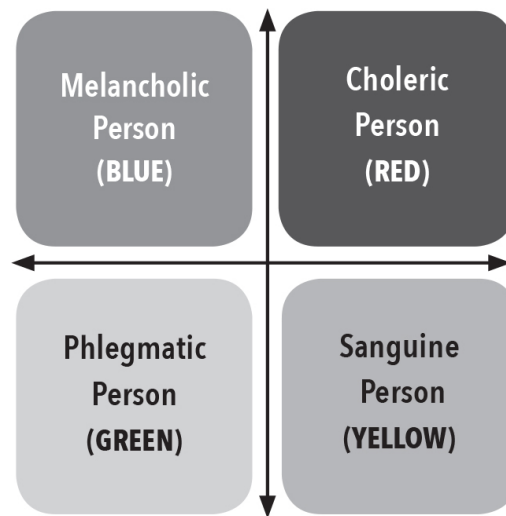 Melancholic
Person
(BLUE)
Choleric
Person
(RED)
Phlegmatic
Person
(GREEN)
Sanguine
Person
(YELLOW)